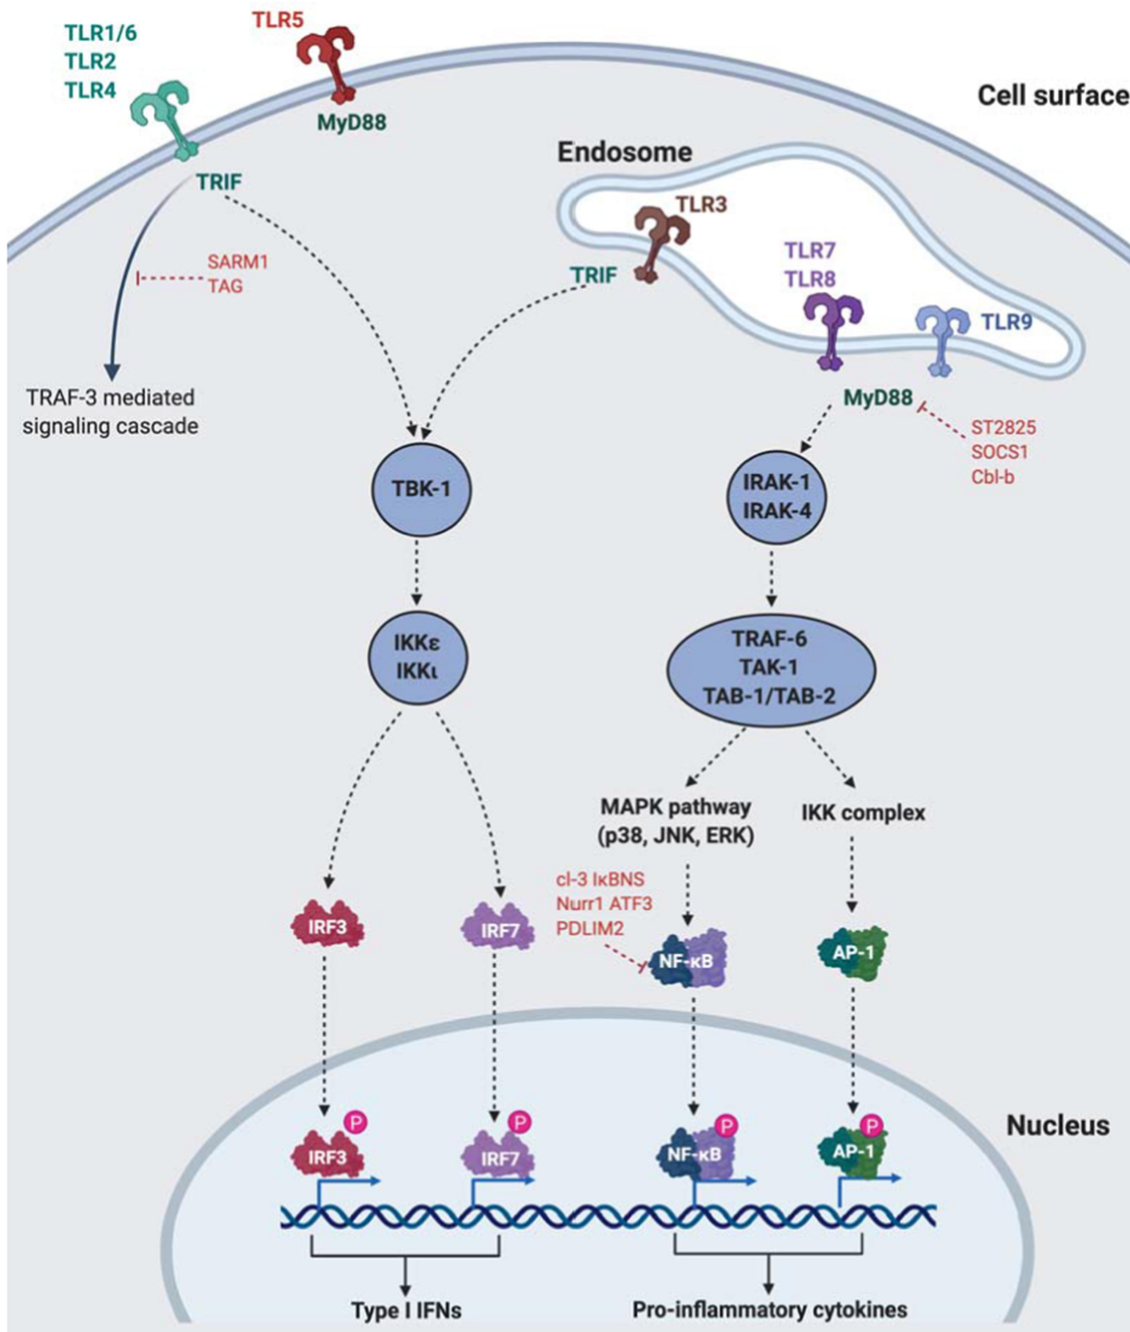 TLR1/6
TLR2
TLR4
TLR5
MyD88
Cell surface
TRIF
SARM1
TAG
TRAF-3 mediated
signaling cascade
Endosome
TLR3
TRIF
TLR7
TLR8
TLR9
MyD88
ST2825
SOCS1
Cbl-b
TBK-1
IRAK-1
IRAK-4
IKKε
IKKι
TRAF-6
TAK-1
TAB-1/TAB-2
MAPK pathway
(p38, JNK, ERK)
IKK complex
cl-3 IκBNS
Nurr1 ATF3
PDLIM2
IRF3
IRF7
NF-κB
AP-1
Nucleus
P
P
P
P
IRF3
IRF7
NF-κB
AP-1
Type I IFNs
Pro-inflammatory cytokines